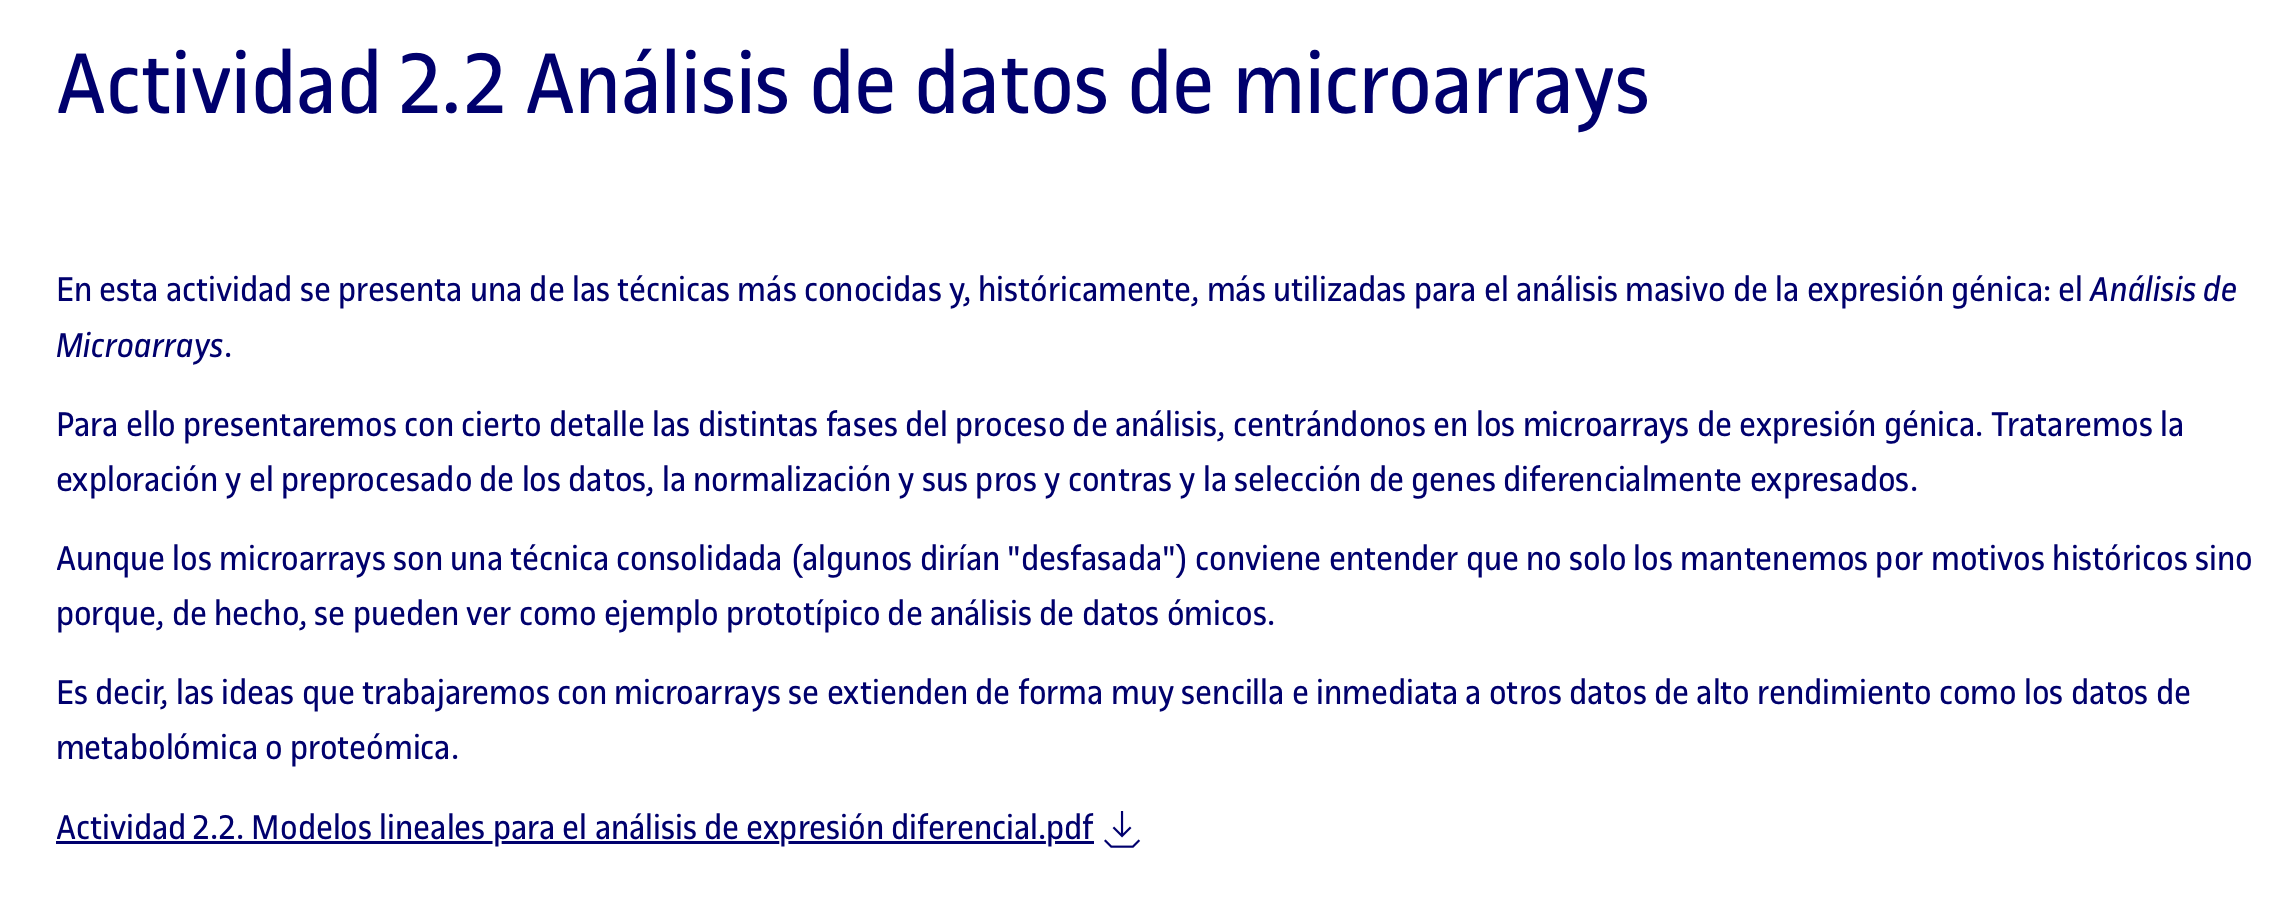 Actividad 2.2 Análisis de datos de microarrays
En esta actividad se presenta una de las técnicas más conocidas y, históricamente, más utilizadas para el análisis masivo de la expresión génica: el Análisis de
Microarrays.
Para ello presentaremos con cierto detalle las distintas fases del proceso de análisis, centrándonos en los microarrays de expresión génica. Trataremos la
exploración y el preprocesado de los datos, la normalización y sus pros y contras y la selección de genes diferencialmente expresados.
Aunque los microarrays son una técnica consolidada (algunos dirían "desfasada") conviene entender que no solo los mantenemos por motivos históricos sino
porque, de hecho, se pueden ver como ejemplo prototípico de análisis de datos ómicos.
Es decir, las ideas que trabajaremos con microarrays se extienden de forma muy sencilla e inmediata a otros datos de alto rendimiento como los datos de
metabolómica o proteómica.
Actividad 2.2. Modelos lineales para el análisis de expresión diferencial.pdf